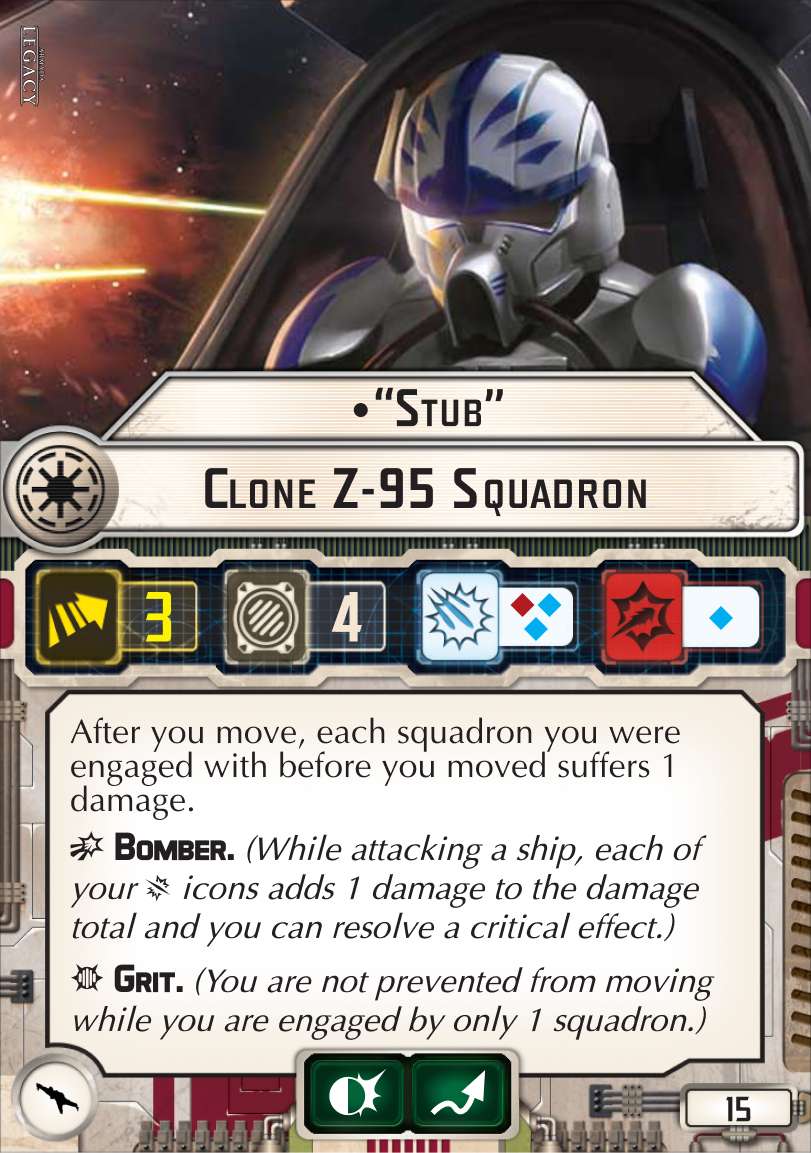 LEGACY
•“Stub”
Clone Z-95 Squadron
3
4
After you move, each squadron you were
engaged with before you moved suffers 1
damage.
Bomber. (While attacking a ship, each of
your icons adds 1 damage to the damage
total and you can resolve a critical effect.)
Grit. (You are not prevented from moving
while you are engaged by only 1 squadron.)
15